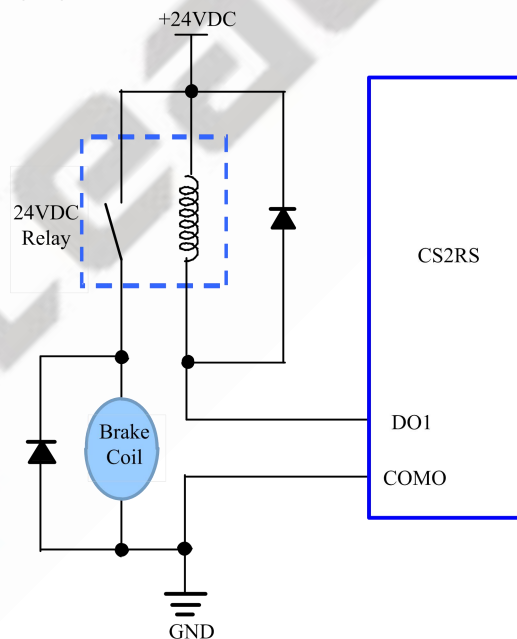 +24VDC
24VDC
Relay
CS2RS
Brake
Coil
DO1
COMO
GND